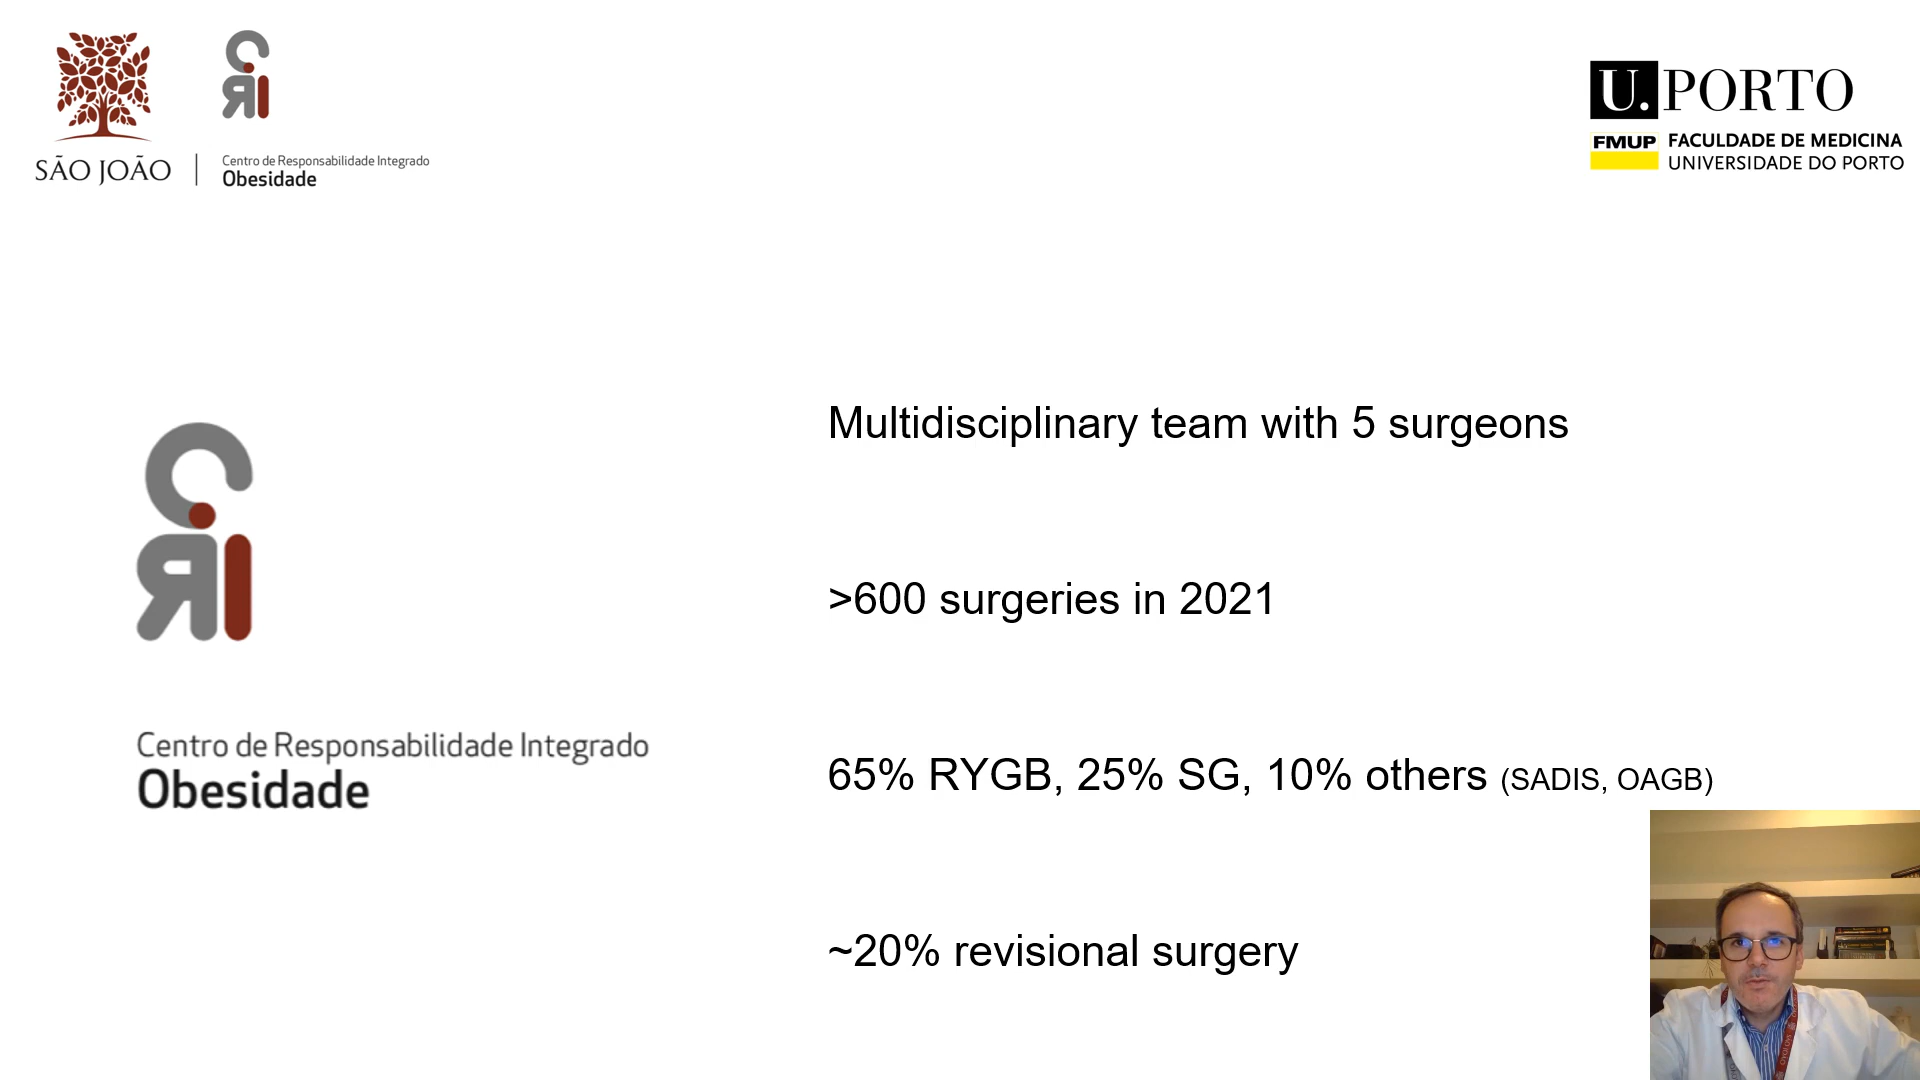 SÃO JOÃO
CRI
Centro de Responsabilidade Integrado
Obesidade
U.PORTO
FMUP FACULDADE DE MEDICINA
UNIVERSIDADE DO PORTO
CRI
Centro de Responsabilidade Integrado
Obesidade
Multidisciplinary team with 5 surgeons
>600 surgeries in 2021
65% RYGB, 25% SG, 10% others (SADIS, OAGB)
~20% revisional surgery